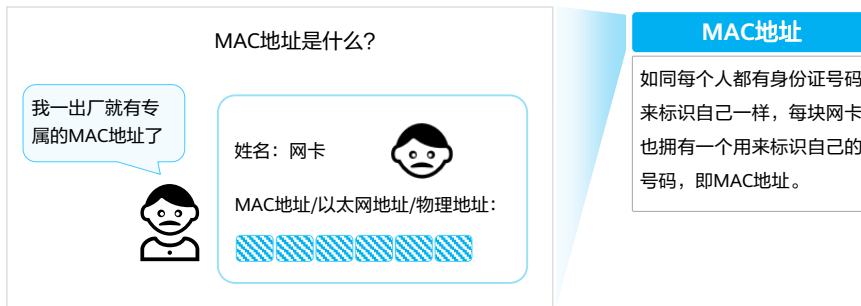 MAC地址是什么?
我一出厂就有专
属的MAC地址了
姓名：网卡
MAC地址/以太网地址/物理地址：
MAC地址
如同每个人都有身份证号码
来标识自己一样，每块网卡
也拥有一个用来标识自己的
号码，即MAC地址。